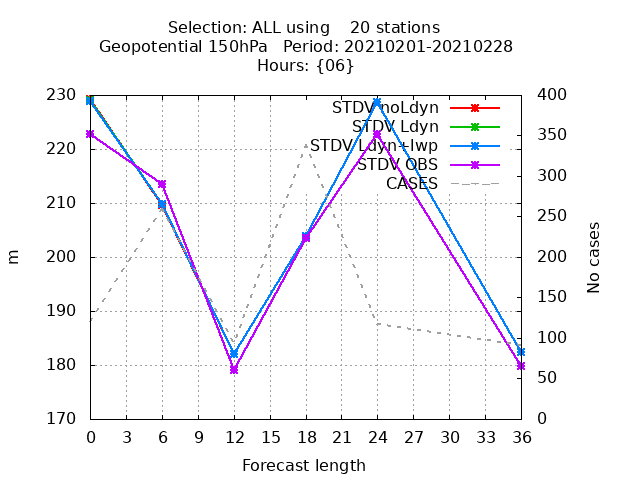 Selection: ALL using    20 stations
Geopotential 150hPa   Period: 20210201-20210228
Hours: {06}
STDV noLdyn
STDV Ldyn
STDV Ldyn+lwp
STDV OBS
CASES
230
220
210
200
190
180
170
m
400
350
300
250
200
150
100
50
0
No cases
0 3 6 9 12 15 18 21 24 27 30 33 36
Forecast length